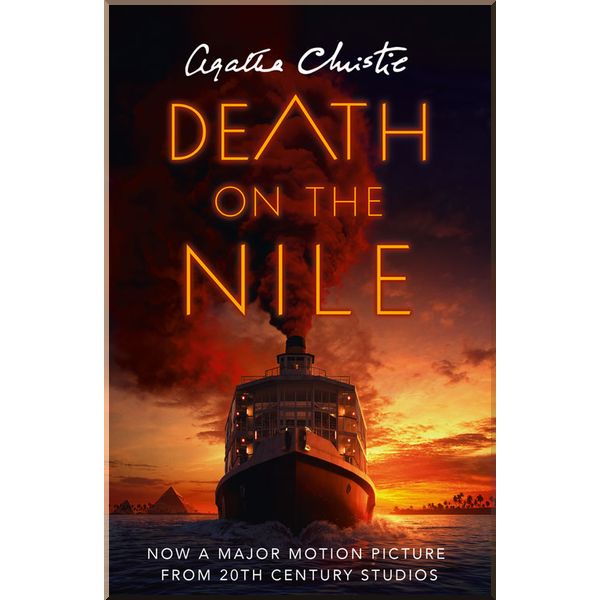 Agatha Christie
DEATH
ON THE
NILE
NOW A MAJOR MOTION PICTURE
FROM 20TH CENTURY STUDIOS